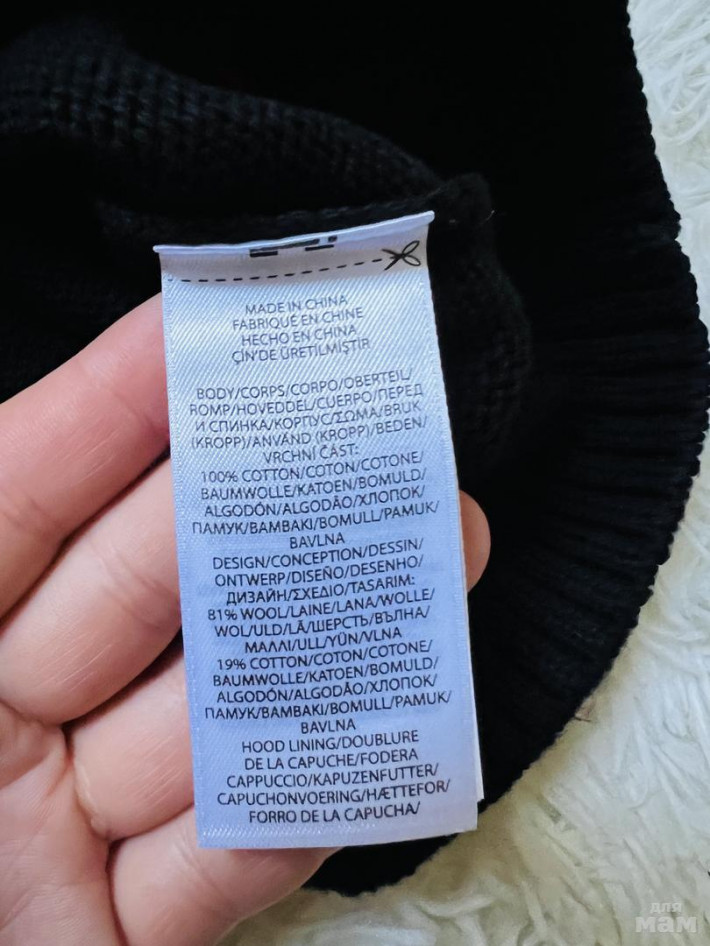 MADE IN CHINA
FABRIQUÉ EN CHINE
HECHO EN CHINA
ÇİN'DE ÜRETİLMİŞTİR
BODY/CORPS/CORPO/OBERTEIL/
ROMP/HOVEDDEL/CUERPO/ПЕРЕД
И СПИНКА/КОРПУС/ΣΩΜΑ/BRUK
(KROPP)/ANVÄND (KROPP)/BEDEN/
VRCHNÍ ČÁST:
100% COTTON/COTON/COTONE/
BAUMWOLLE/KATOEN/BOMULD/
ALGODÓN/ALGODÃO/ХЛОПОК/
ПАМУК/BAMBAKI/BOMULL/PAMUK/
BAVLNA
DESIGN/CONCEPTION/DESSIN/
ONTWERP/DISEÑO/DESENHO/
ДИЗАЙН/ΣΧΕΔΙΟ/TASARIM:
81% WOOL/LAINE/LANA/WOLLE/
WOL/ULD/LÃ/ШЕРСТЬ/ВЪЛНА/
ΜΑΛΛΙ/ULL/YÜN/VLNA
19% COTTON/COTON/COTONE/
BAUMWOLLE/KATOEN/BOMULD/
ALGODÓN/ALGODÃO/ХЛОПОК/
ПАМУК/BAMBAKI/BOMULL/PAMUK/
BAVLNA
HOOD LINING/DOUBLURE
DE LA CAPUCHE/FODERA
CAPPUCCIO/KAPUZENFUTTER/
CAPUCHONVOERING/HÆTTEFOR/
FORRO DE LA CAPUCHA/
для
мам